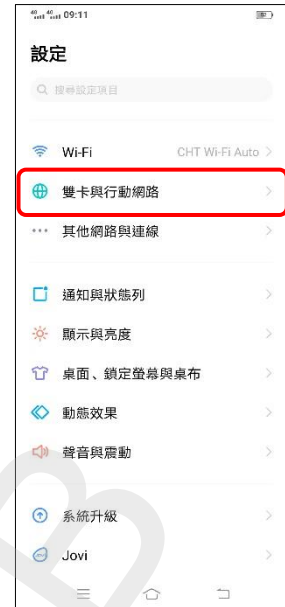 4G 4G 09:11
設定
搜尋設定項目
Wi-Fi CHT Wi-Fi Auto
雙卡與行動網路
其他網路與連線
通知與狀態列
顯示與亮度
桌面、鎖定螢幕與桌布
動態效果
聲音與震動
系統升級
Jovi